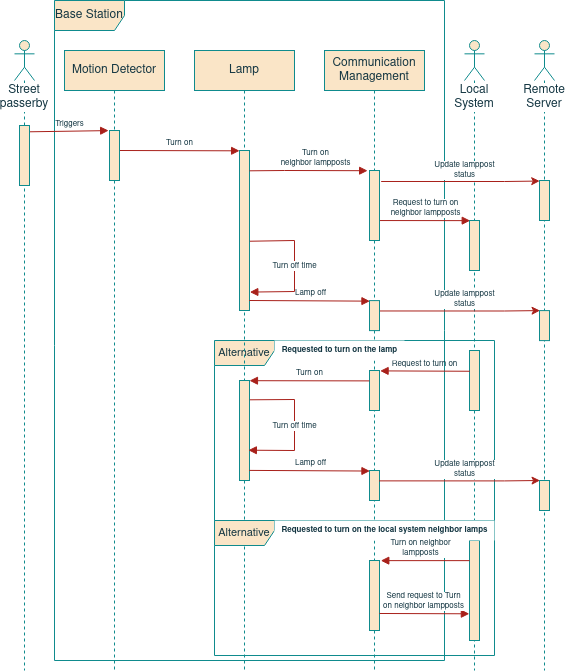 Base Station
Street
passerby
Motion Detector
Lamp
Communication
Management
Local
System
Remote
Server
Triggers
Turn on
Turn on
neighbor lampposts
Update lamppost
status
Request to turn on
neighbor lampposts
Turn off time
Lamp off
Update lamppost
status
Alternative
Requested to turn on the lamp
Request to turn on
Turn on
Turn off time
Lamp off
Update lamppost
status
Alternative
Requested to turn on the local system neighbor lamps
Turn on neighbor
lampposts
Send request to Turn
on neighbor lampposts